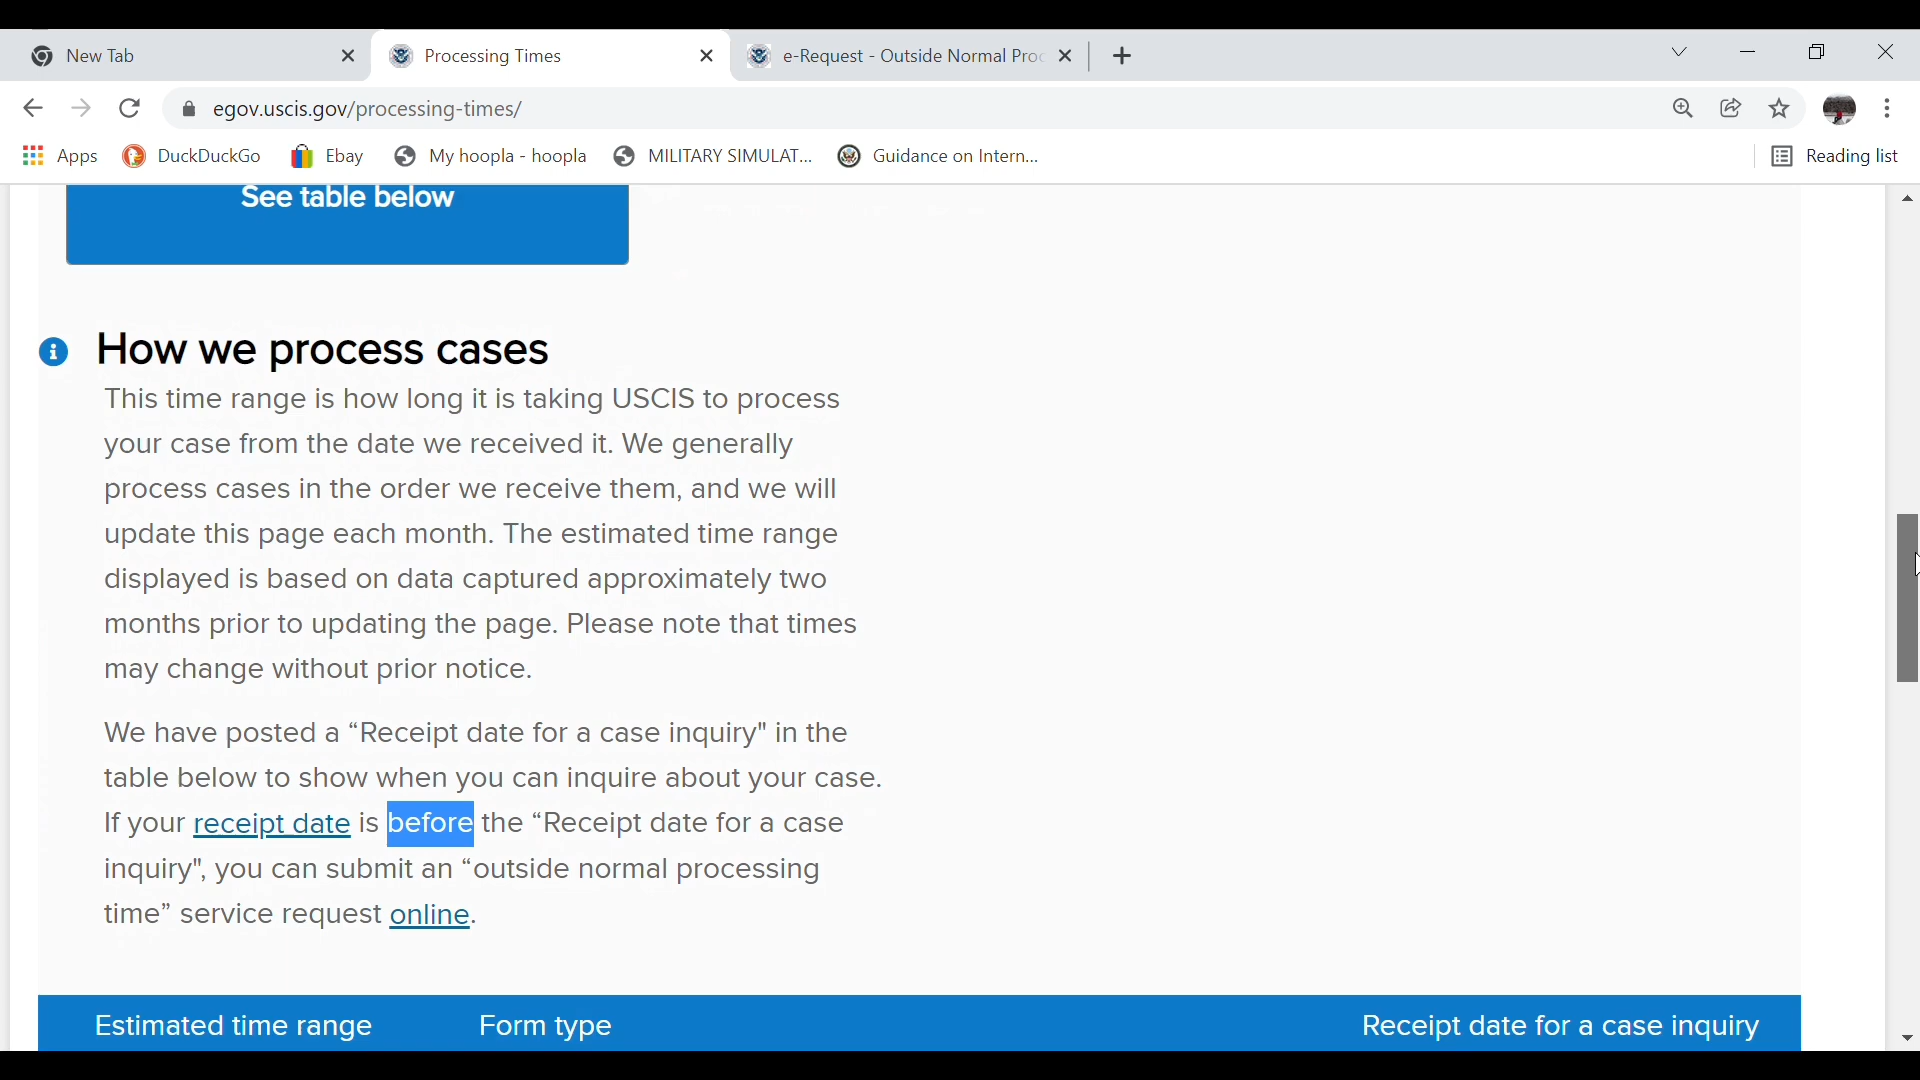 New Tab
Processing Times
e-Request - Outside Normal Proc
egov.uscis.gov/processing-times/
Apps
DuckDuckGo
Ebay
My hoopla - hoopla
MILITARY SIMULAT...
Guidance on Intern...
Reading list
See table below
How we process cases
This time range is how long it is taking USCIS to process
your case from the date we received it. We generally
process cases in the order we receive them, and we will
update this page each month. The estimated time range
displayed is based on data captured approximately two
months prior to updating the page. Please note that times
may change without prior notice.
We have posted a “Receipt date for a case inquiry" in the
table below to show when you can inquire about your case.
If your receipt date is before the “Receipt date for a case
inquiry", you can submit an “outside normal processing
time” service request online.
Estimated time range Form type Receipt date for a case inquiry